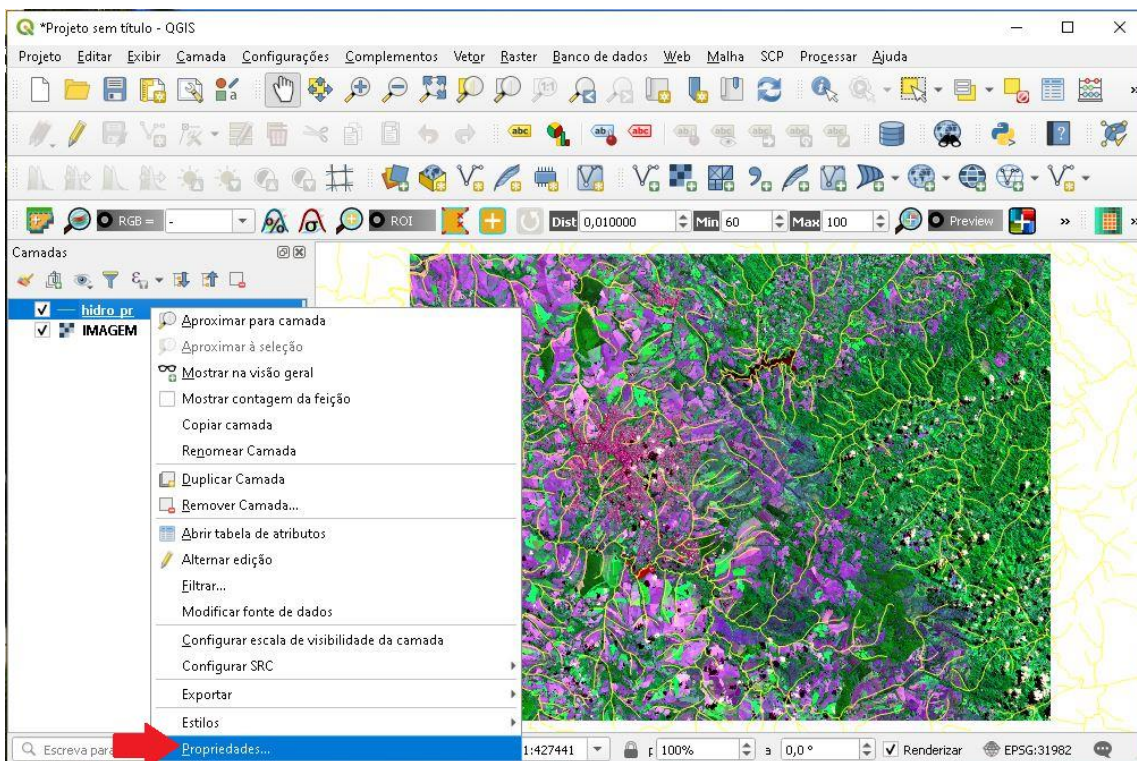 *Projeto sem título - QGIS
Projeto Editar Exibir Camada Configurações Complementos Vetor Raster Banco de dados Web Malha SCP Processar Ajuda
abc ab abc
RGB = - ROI Dist 0,010000 Min 60 Max 100 Preview »
Camadas
hidro_pr
IMAGEM
Aproximar para camada
Aproximar à seleção
Mostrar na visão geral
Mostrar contagem da feição
Copiar camada
Renomear Camada
Duplicar Camada
Remover Camada...
Abrir tabela de atributos
Alternar edição
Filtrar...
Modificar fonte de dados
Configurar escala de visibilidade da camada
Configurar SRC
Exportar
Estilos
Propriedades...
Escreva para 1:427441 100% a 0,0 ° Renderizar EPSG:31982